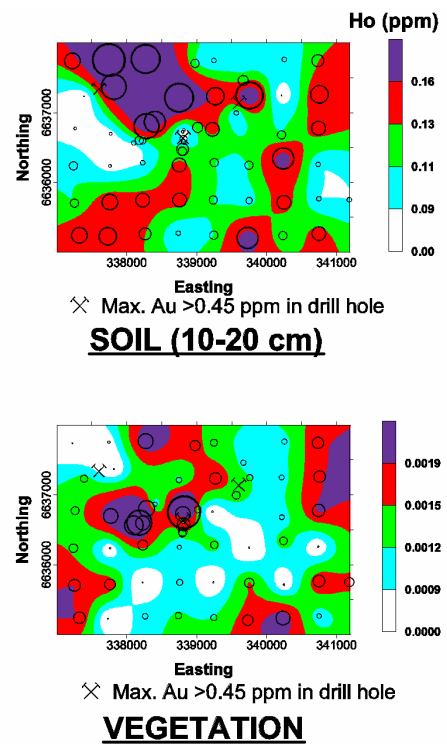 Ho (ppm)
0.16
0.13
0.11
0.09
0.00
Northing
6637000
6636000
338000 339000 340000 341000
Easting
Max. Au >0.45 ppm in drill hole
SOIL (10-20 cm)
0.0019
0.0015
0.0012
0.0009
0.0000
Northing
6637000
6636000
338000 339000 340000 341000
Easting
Max. Au >0.45 ppm in drill hole
VEGETATION